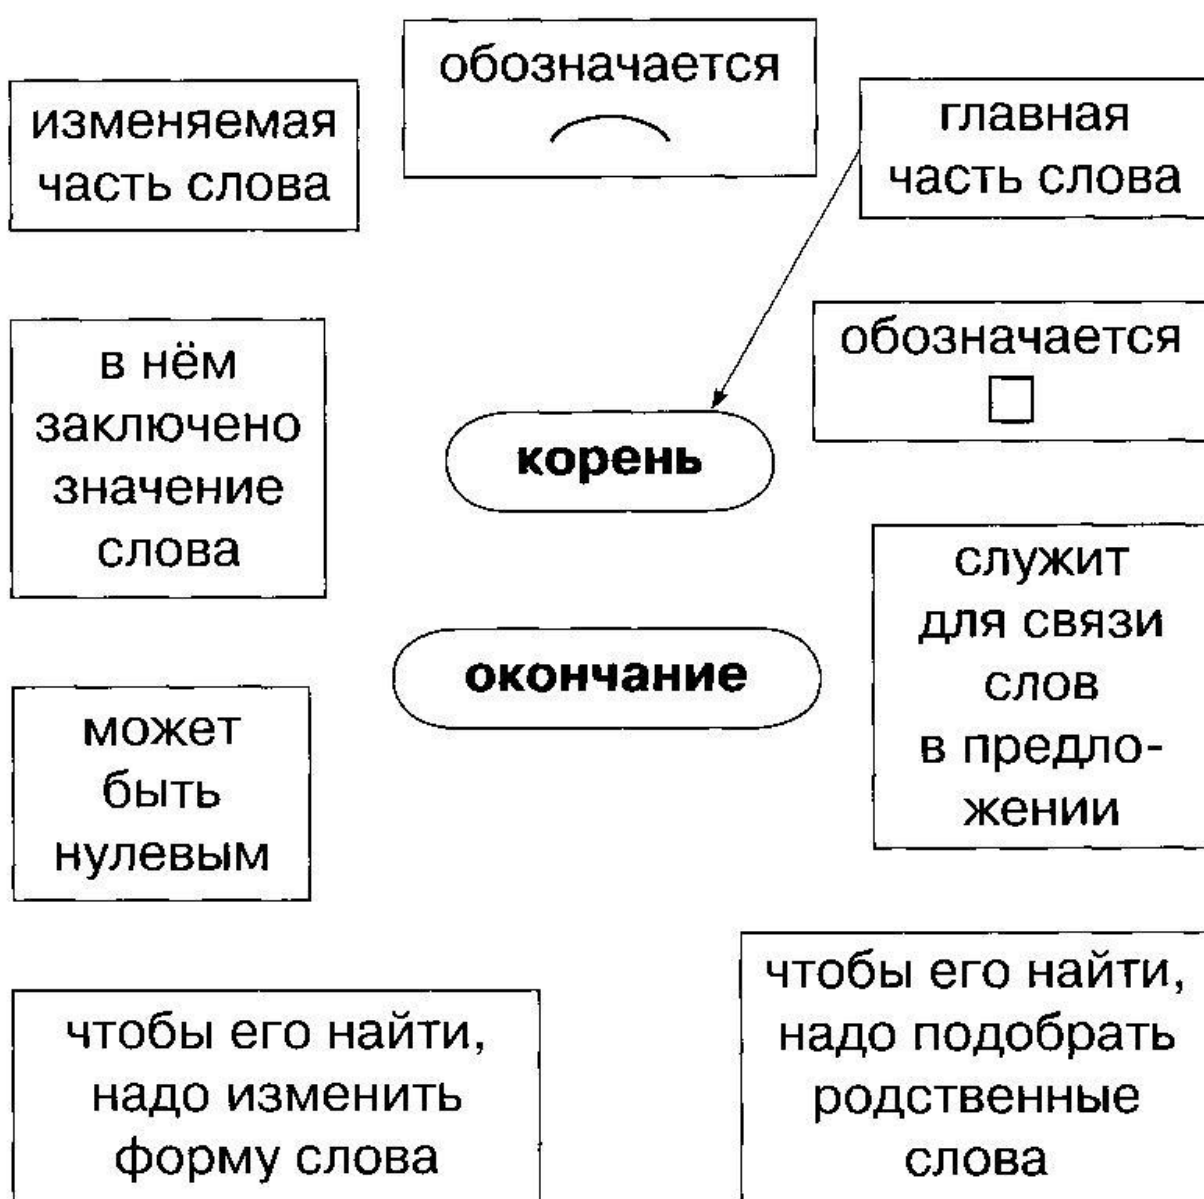 обозначается
изменяемая
часть слова
главная
часть слова
обозначается
в нём
заключено
значение
слова
корень
служит
для связи
слов
в предло-
жении
окончание
может
быть
нулевым
чтобы его найти,
надо подобрать
родственные
слова
чтобы его найти,
надо изменить
форму слова